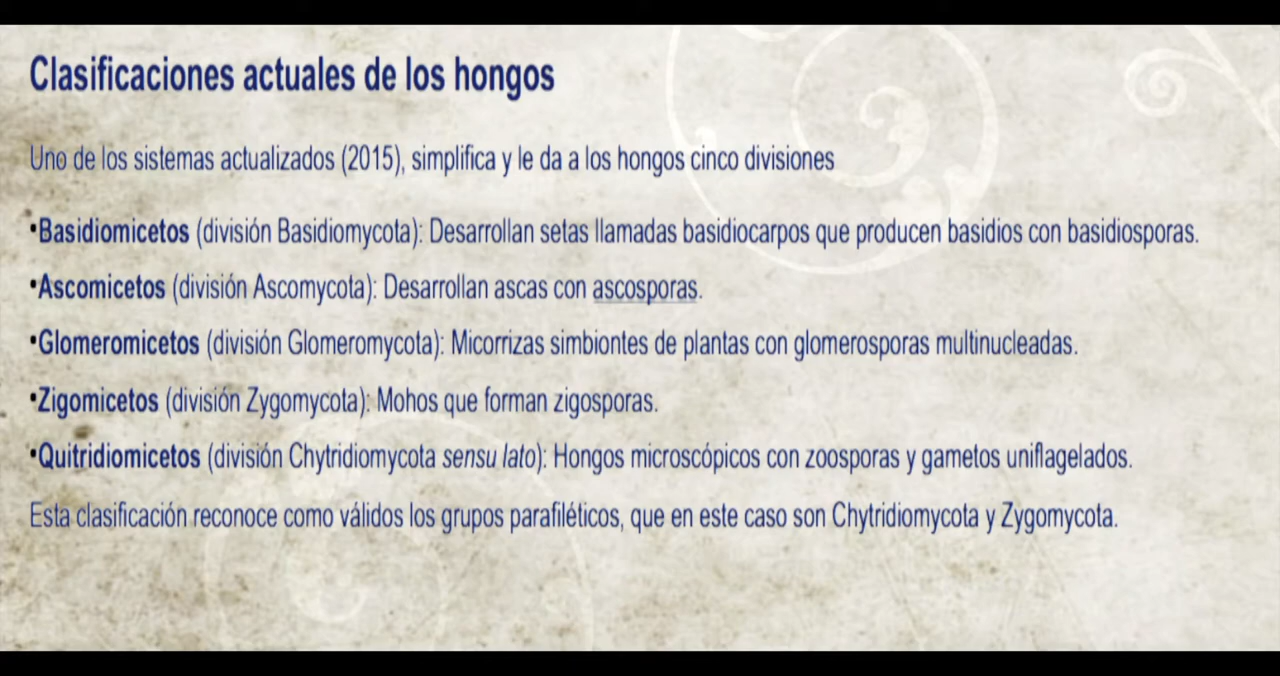 Clasificaciones actuales de los hongos
Uno de los sistemas actualizados (2015), simplifica y le da a los hongos cinco divisiones
•Basidiomicetos (división Basidiomycota): Desarrollan setas llamadas basidiocarpos que producen basidios con basidiosporas.
•Ascomicetos (división Ascomycota): Desarrollan ascas con ascosporas.
•Glomeromicetos (división Glomeromycota): Micorrizas simbiontes de plantas con glomerosporas multinucleadas.
•Zigomicetos (división Zygomycota): Mohos que forman zigosporas.
•Quitridiomicetos (división Chytridiomycota sensu lato): Hongos microscópicos con zoosporas y gametos uniflagelados.
Esta clasificación reconoce como válidos los grupos parafiléticos, que en este caso son Chytridiomycota y Zygomycota.